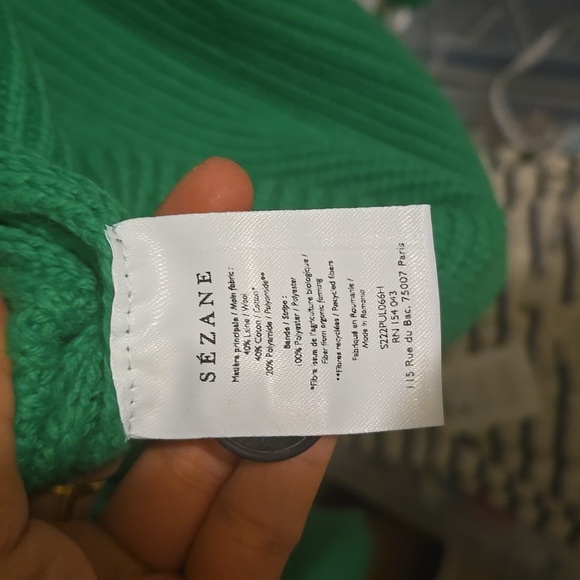 SÉZANE
Matière principale / Main fabric :
40% Laine / Wool
40% Coton / Cotton*
20% Polyamide / Polyamide**
Bande / Stripe :
100% Polyester / Polyester
*Fibre issue de l'agriculture biologique /
Fiber from organic farming
**Fibres recyclées / Recycled fibers
Fabriqué en Roumanie /
Made in Romania
S222PUL066H
RN 154 043
115 Rue du Bac, 75007 Paris